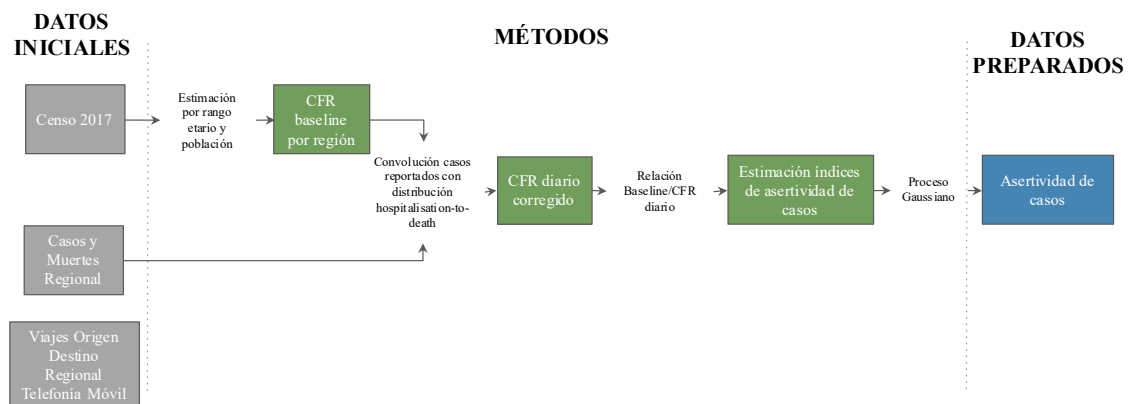 DATOS
INICIALES
MÉTODOS
DATOS
PREPARADOS
Censo 2017
Estimación
por rango
etario y
población
CFR
baseline
por región
Convolución casos
reportados con
distribución
hospitalisation-to-
death
CFR diario
corregido
Relación
Baseline/CFR
diario
Estimación índices
de asertividad de
casos
Proceso
Gaussiano
Asertividad de
casos
Casos y
Muertes
Regional
Viajes Origen
Destino
Regional
Telefonía Móvil